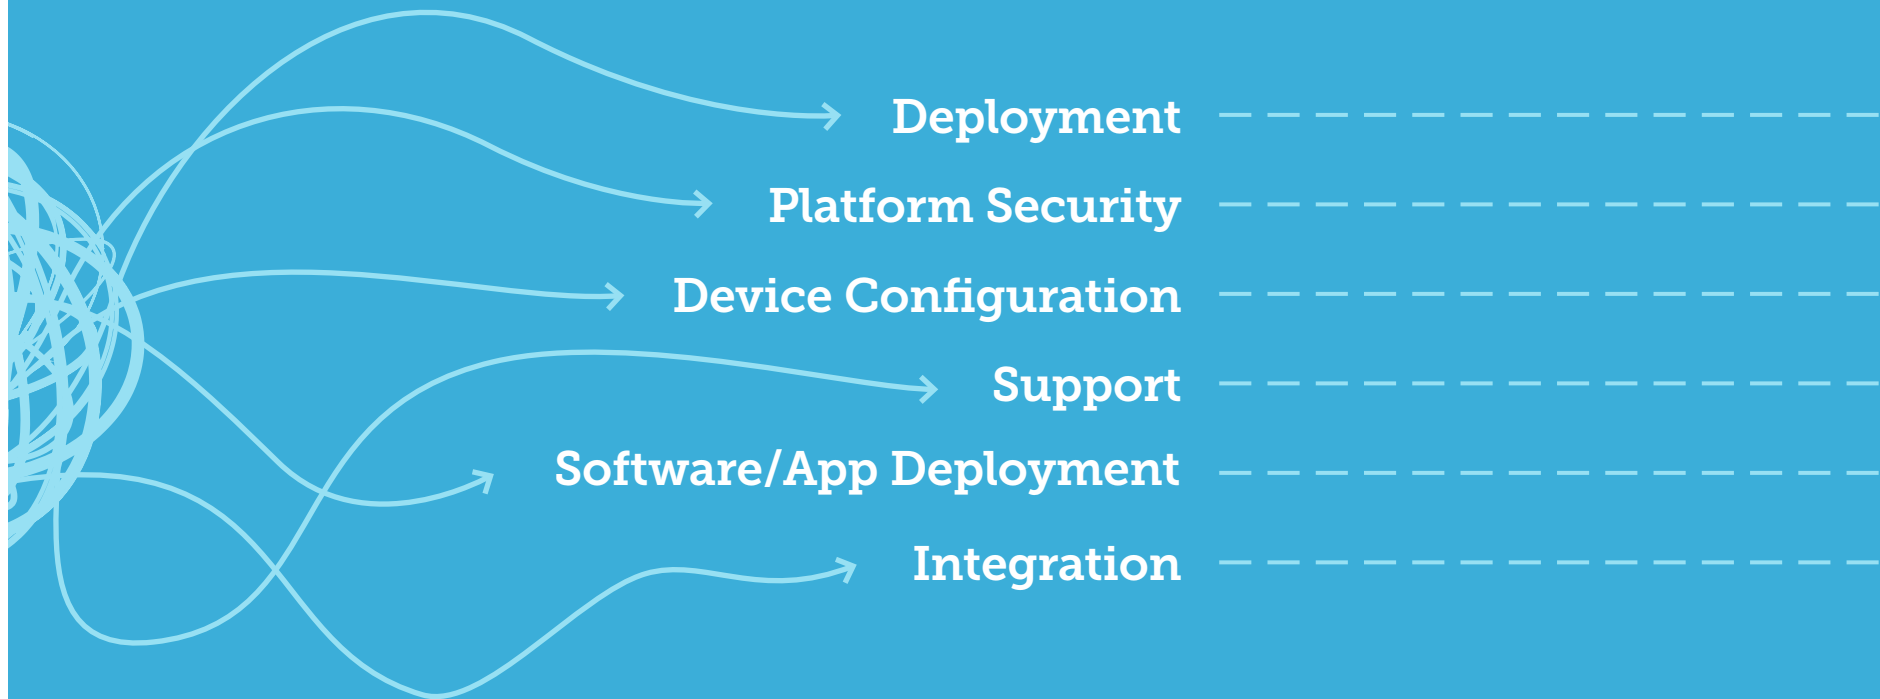 Deployment
Platform Security
Device Configuration
Support
Software/App Deployment
Integration